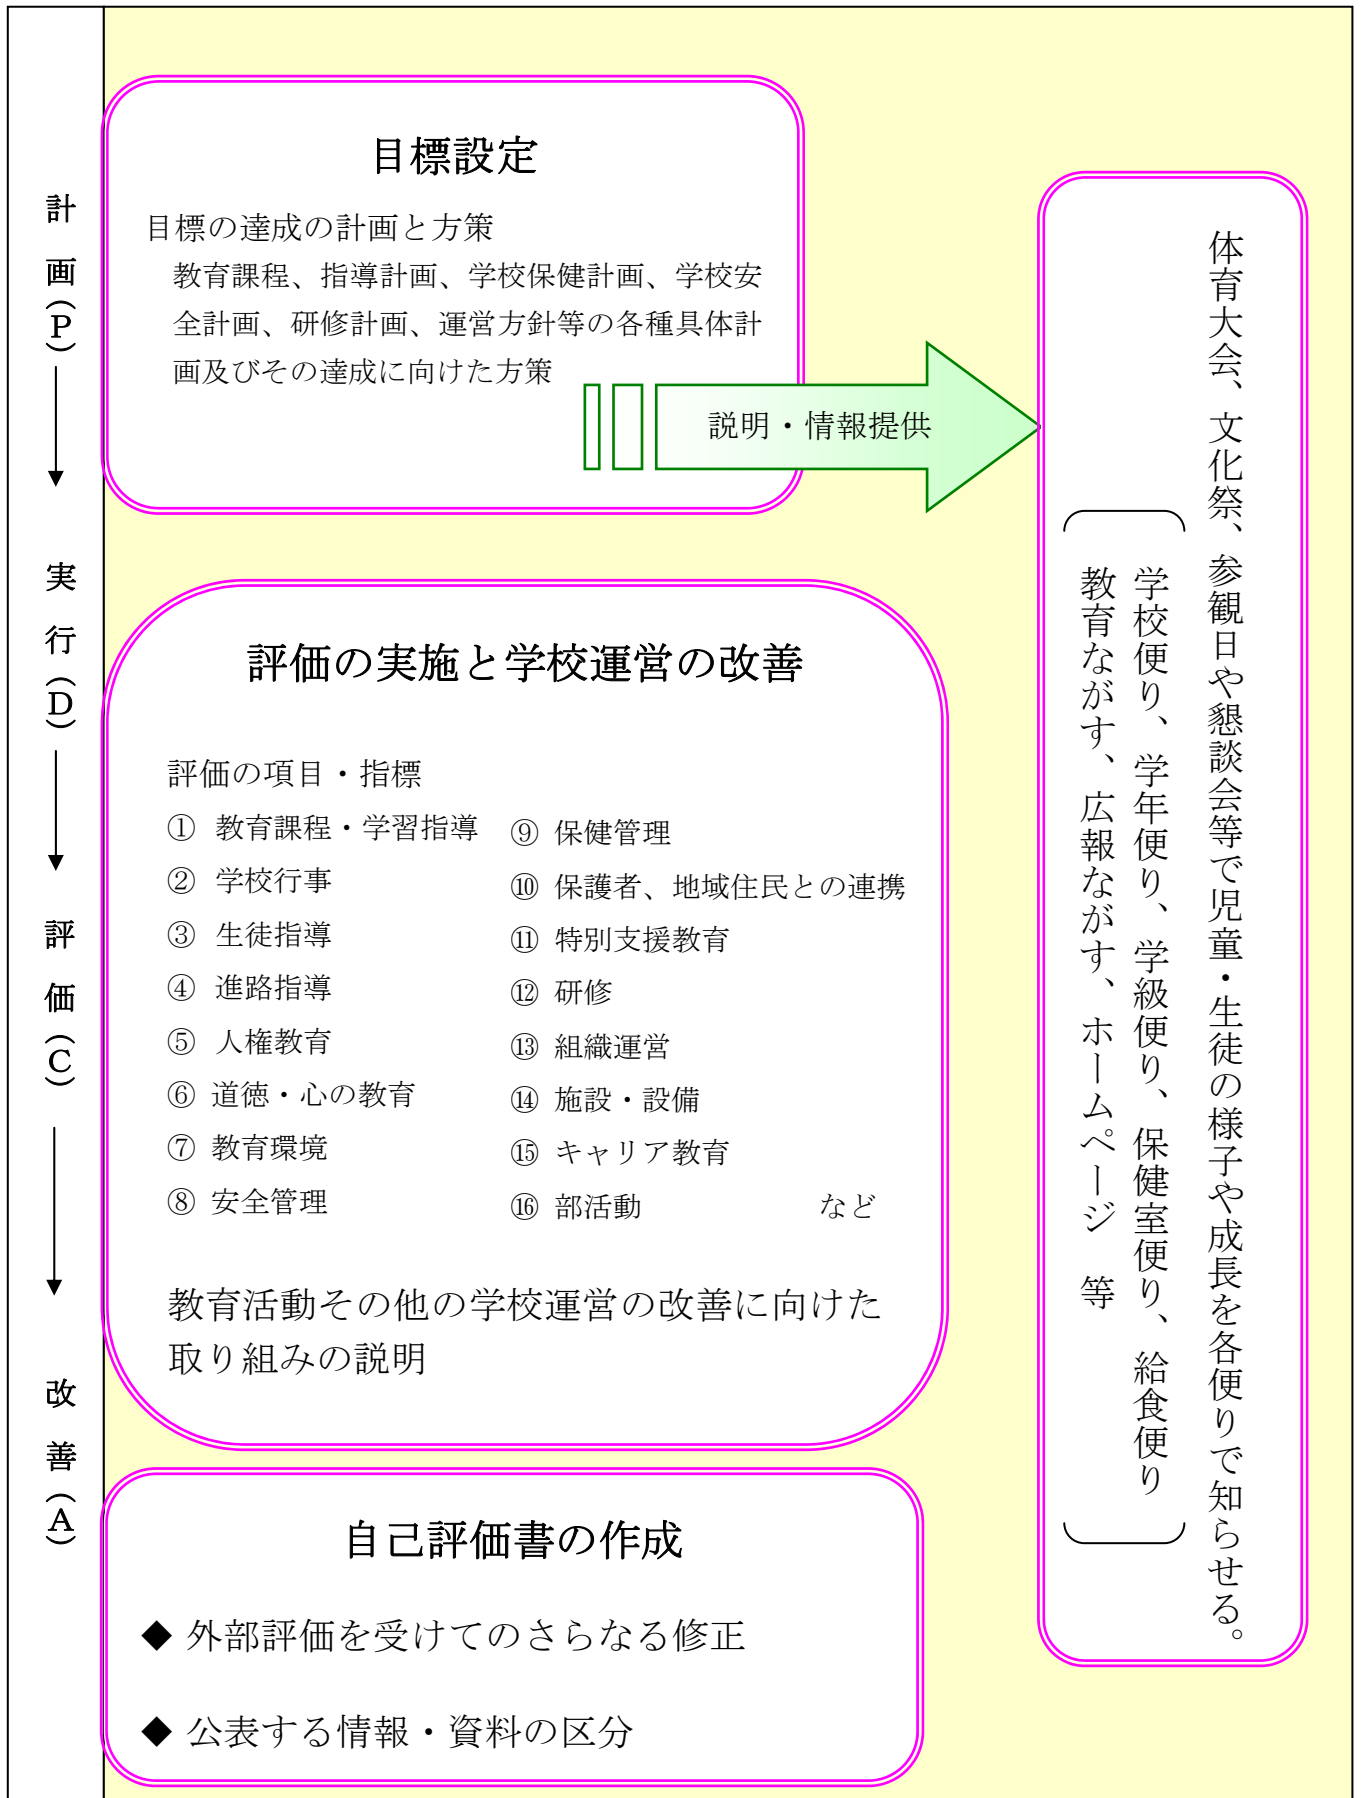 計画(P)
実行(D)
評価(C)
改善(A)
目標設定
目標の達成の計画と方策
教育課程、指導計画、学校保健計画、学校安
全計画、研修計画、運営方針等の各種具体計
画及びその達成に向けた方策
説明・情報提供
評価の実施と学校運営の改善
評価の項目・指標
① 教育課程・学習指導
② 学校行事
③ 生徒指導
④ 進路指導
⑤ 人権教育
⑥ 道徳・心の教育
⑦ 教育環境
⑧ 安全管理
⑨ 保健管理
⑩ 保護者、地域住民との連携
⑪ 特別支援教育
⑫ 研修
⑬ 組織運営
⑭ 施設・設備
⑮ キャリア教育
⑯ 部活動 など
教育活動その他の学校運営の改善に向けた
取り組みの説明
自己評価書の作成
◆ 外部評価を受けてのさらなる修正
◆ 公表する情報・資料の区分
体育大会、文化祭、参観日や懇談会等で児童・生徒の様子や成長を各便りで知らせる。
学校便り、学年便り、学級便り、保健室便り、給食便り
教育ながす、広報ながす、ホームページ 等